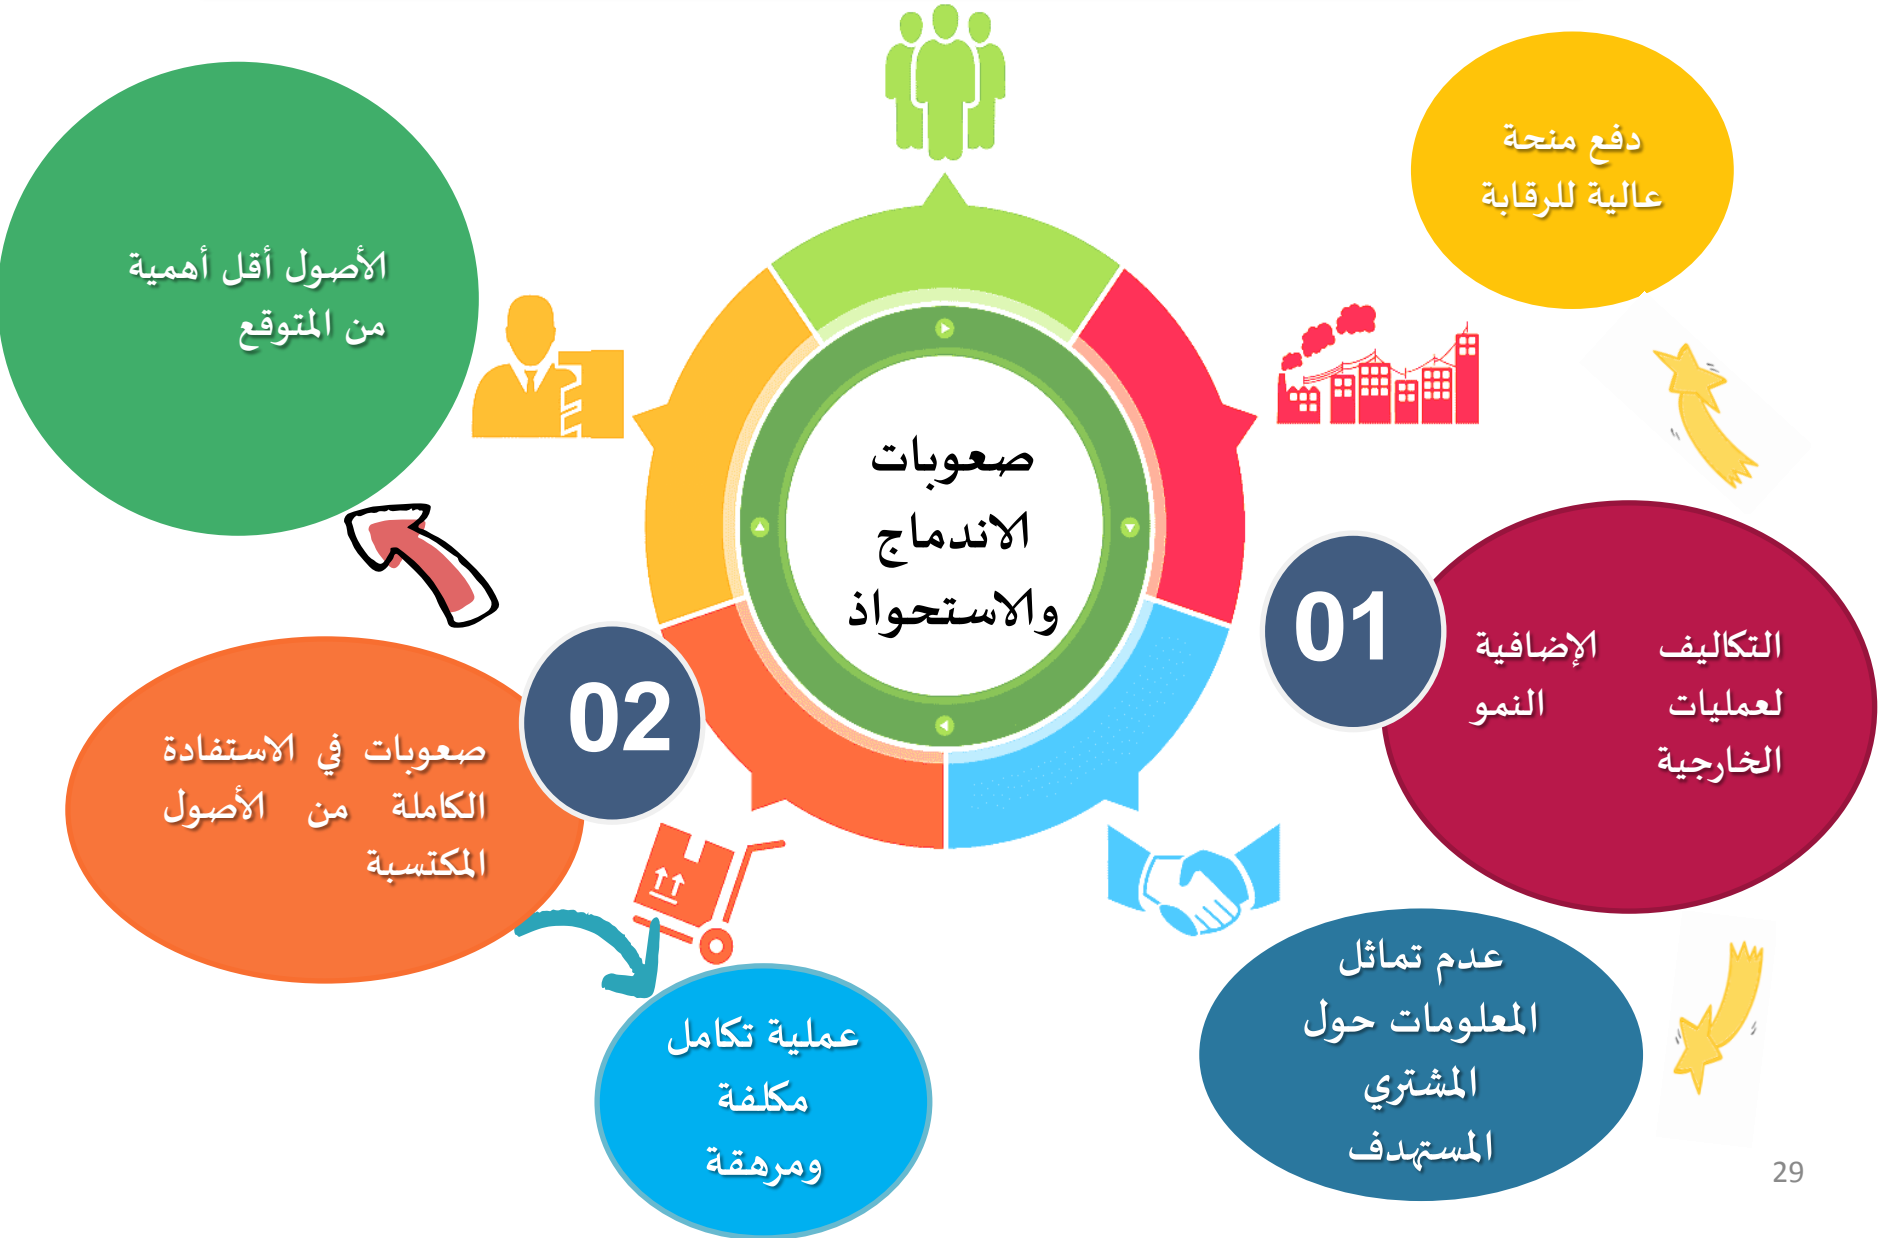 صعوبات
الاندماج
والاستحواذ
دفع منحة
عالية للرقابة
01
التكاليف الإضافية
لعمليات النمو
الخارجية
عدم تماثل
المعلومات حول
المشتري
المستهدف
الأصول أقل أهمية
من المتوقع
02
صعوبات في الاستفادة
الكاملة من الأصول
المكتسبة
عملية تكامل
مكلفة
ومرهقة
29